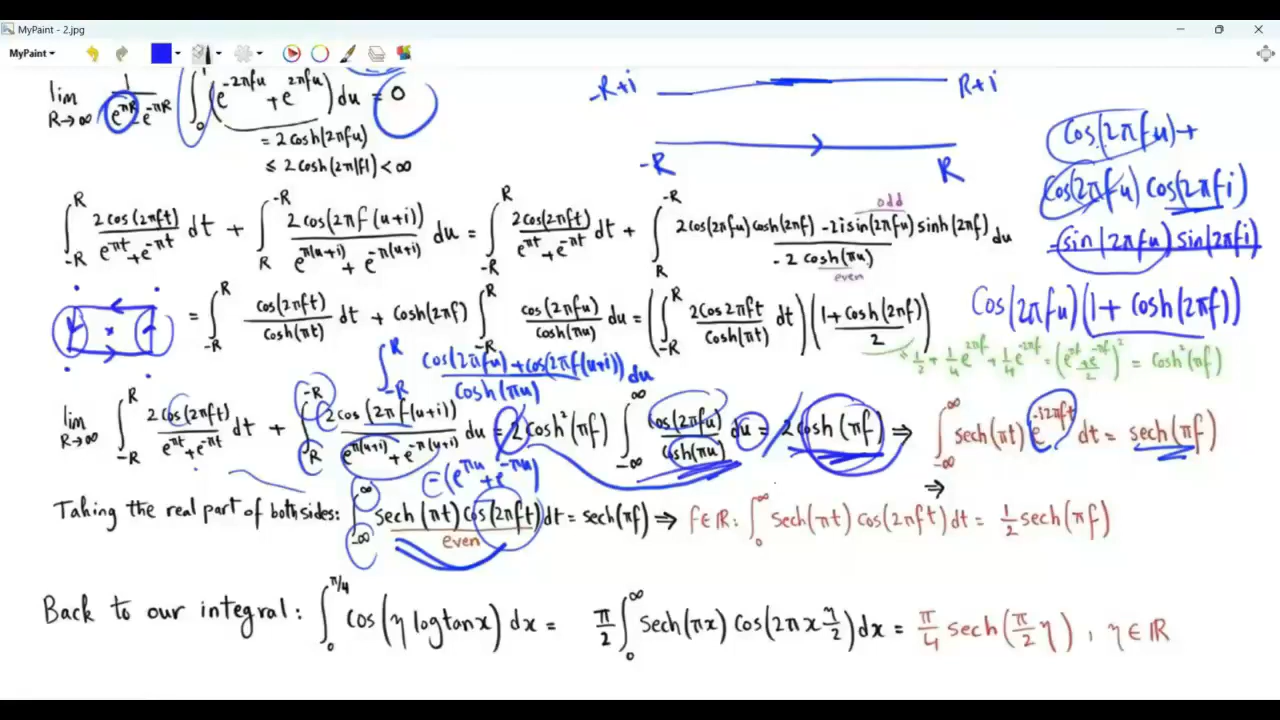 MyPaint - 2.jpg
MyPaint
lim R→∞ 1/(e^{πR} - e^{-πR}) ∫_0^1 (e^{-2πfu} + e^{2πfu}) du = 0
= 2cosh(2πfu)
≤ 2cosh(2π|f|) < ∞
-R+i R+i
-R R
cos(2πfu) +
cos(2πfu) cos(2πfi)
- sin(2πfu) sin(2πfi)
cos(2πfu)(1 + cosh(2πf))
∫_{-R}^{R} 2cos(2πft)/(e^{πt} + e^{-πt}) dt + ∫_{R}^{-R} 2cos(2πf(u+i))/(e^{π(u+i)} + e^{-π(u+i)}) du = ∫_{-R}^{R} 2cos(2πft)/(e^{πt} + e^{-πt}) dt + ∫_{R}^{-R} (2cos(2πfu)cosh(2πf) - 2i sin(2πfu) sinh(2πf))/(-2cosh(πu)) du
odd
even
= ∫_{-R}^{R} cos(2πft)/cosh(πt) dt + cosh(2πf) ∫_{-R}^{R} cos(2πfu)/cosh(πu) du = (∫_{-R}^{R} 2cos2πft/cosh(πt) dt)((1 + cosh(2πf))/2)
1/2 + 1/4 e^{2πf} + 1/4 e^{-2πf} = ((e^{πf} + e^{-πf})/2)^2 = cosh²(πf)
∫_{-R}^{R} (cos(2πfu) + cos(2πf(u+i)))/cosh(πu) du
lim R→∞ ∫_{-R}^{R} 2cos(2πft)/(e^{πt} + e^{-πt}) dt + ∫_{R}^{-R} 2cos(2πf(u+i))/(e^{π(u+i)} + e^{-π(u+i)}) du = 2cosh²(πf) ∫_{-∞}^{∞} cos(2πfu)/cosh(πu) du = 2cosh(πf) ⇒ ∫_{-∞}^{∞} sech(πt) e^{-i2πft} dt = sech(πf)
-(e^{πu} + e^{-πu})
⇒
Taking the real part of both sides: ∫_{-∞}^{∞} sech(πt) cos(2πft) dt = sech(πf) ⇒ f∈ℝ: ∫_0^∞ sech(πt) cos(2πft) dt = 1/2 sech(πf)
even
Back to our integral: ∫_0^{π/4} cos(η log tan x) dx = π/2 ∫_0^∞ sech(πx) cos(2πx η/2) dx = π/4 sech(π/2 η), η∈ℝ